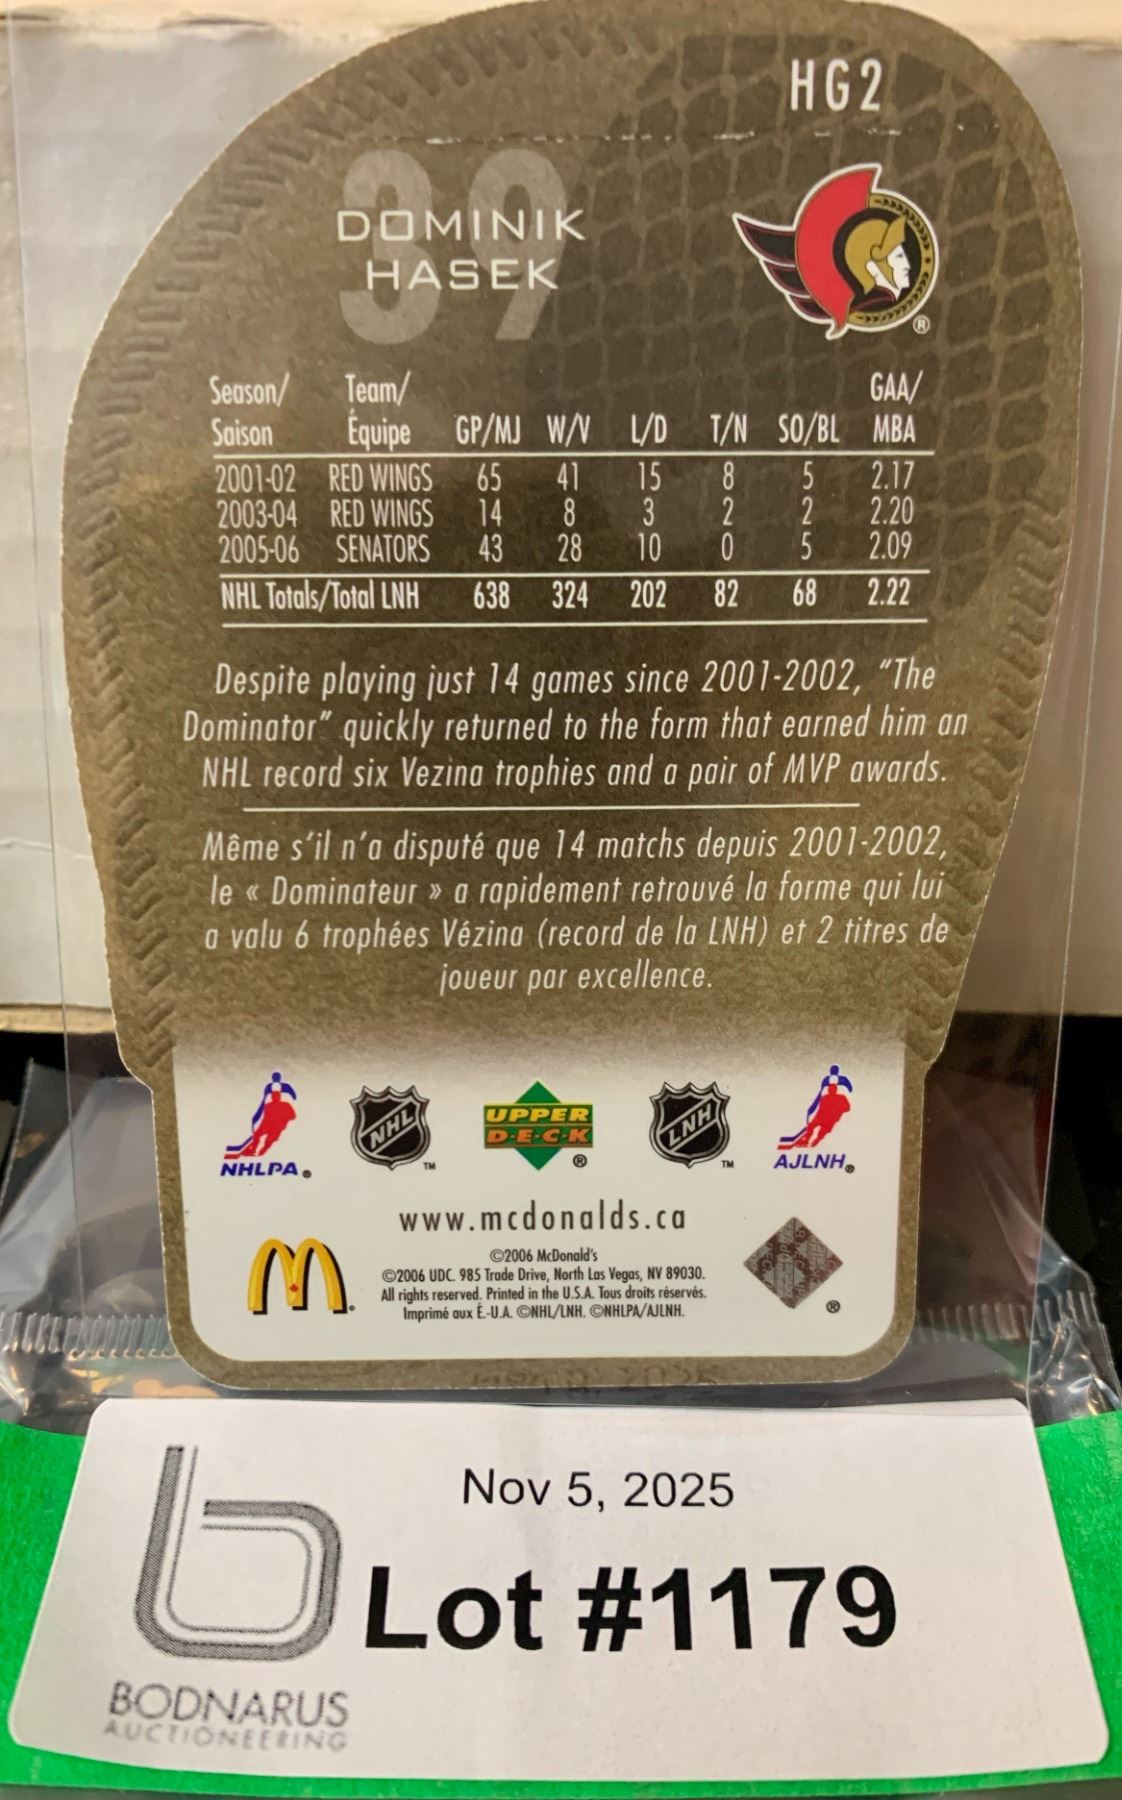 HG2
39
DOMINIK
HASEK
®
Season/ Team/ GAA/
Saison Équipe GP/MJ W/V L/D T/N SO/BL MBA
2001-02 RED WINGS 65 41 15 8 5 2.17
2003-04 RED WINGS 14 8 3 2 2 2.20
2005-06 SENATORS 43 28 10 0 5 2.09
NHL Totals/Total LNH 638 324 202 82 68 2.22
Despite playing just 14 games since 2001-2002, “The
Dominator” quickly returned to the form that earned him an
NHL record six Vezina trophies and a pair of MVP awards.
Même s’il n’a disputé que 14 matchs depuis 2001-2002,
le « Dominateur » a rapidement retrouvé la forme qui lui
a valu 6 trophées Vézina (record de la LNH) et 2 titres de
joueur par excellence.
NHLPA® NHL™ UPPER DECK® LNH™ AJLNH®
www.mcdonalds.ca
©2006 McDonald's
©2006 UDC. 985 Trade Drive, North Las Vegas, NV 89030.
All rights reserved. Printed in the U.S.A. Tous droits réservés.
Imprimé aux É.-U.A. ©NHL/LNH. ©NHLPA/AJLNH.
®
Nov 5, 2025
Lot #1179
BODNARUS
AUCTIONEERING